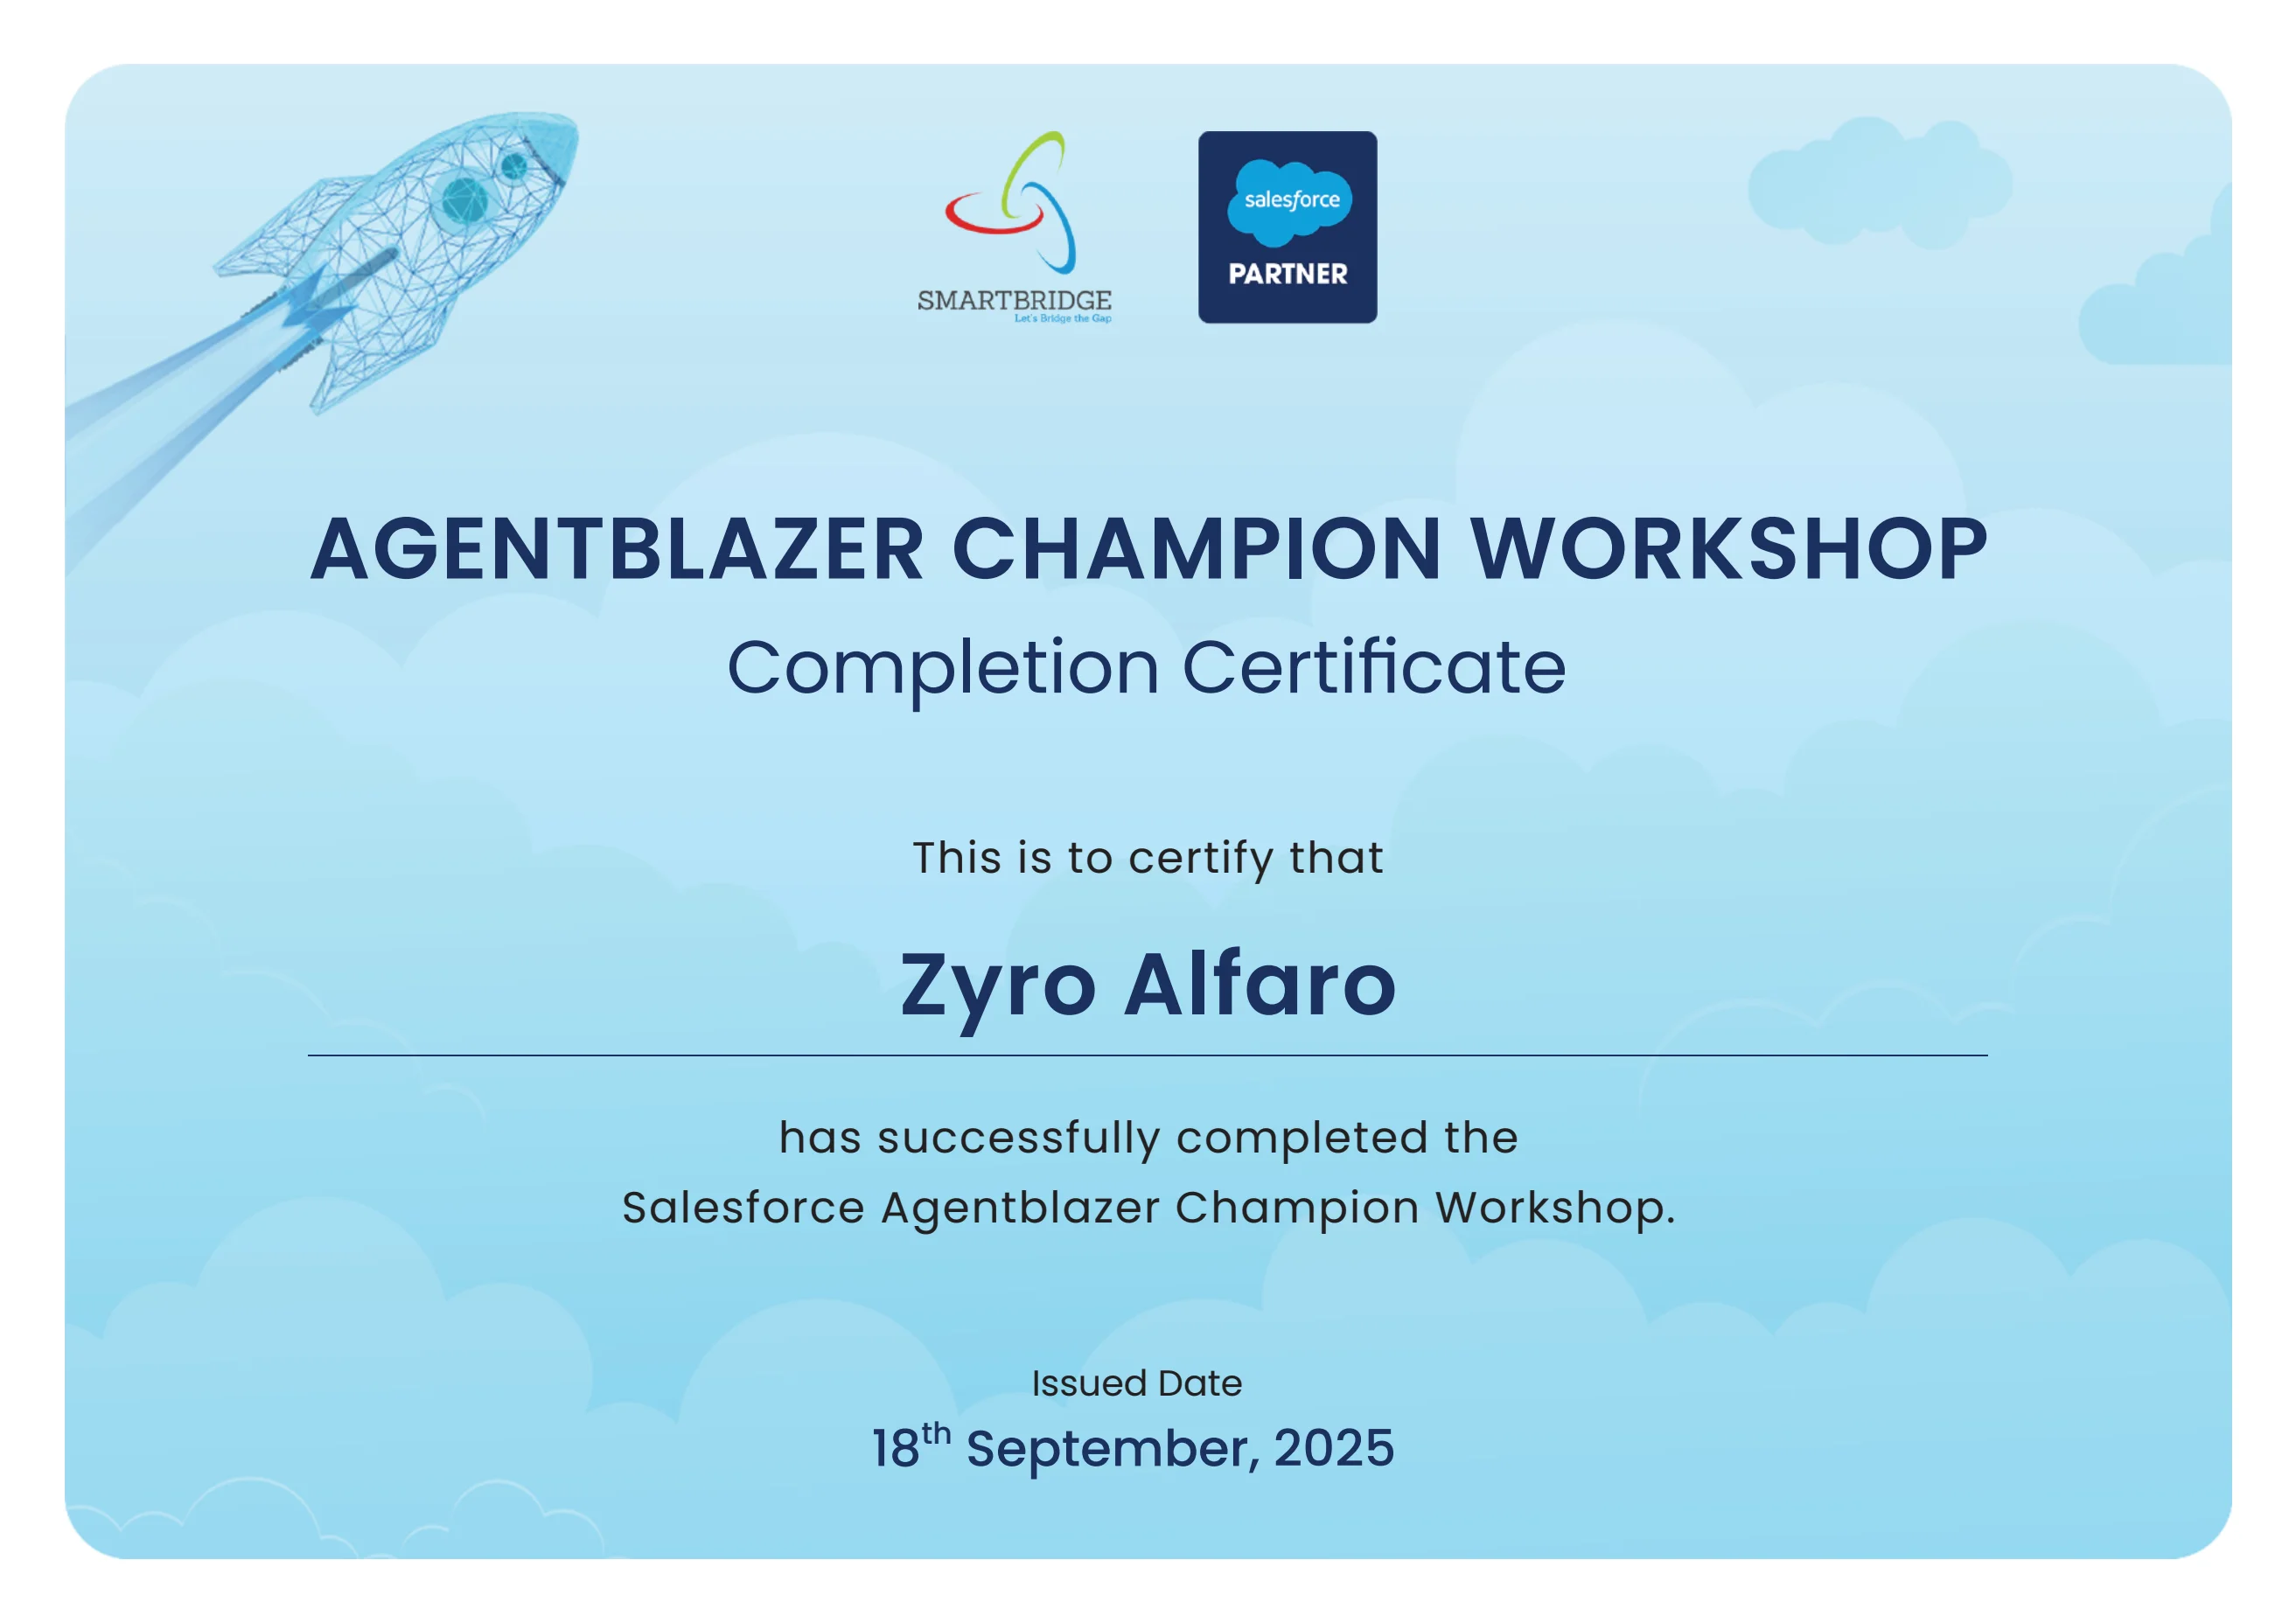 SMARTBRIDGE
Let's Bridge the Gap
salesforce
PARTNER
AGENTBLAZER CHAMPION WORKSHOP
Completion Certificate
This is to certify that
Zyro Alfaro
has successfully completed the
Salesforce Agentblazer Champion Workshop.
Issued Date
18th September, 2025